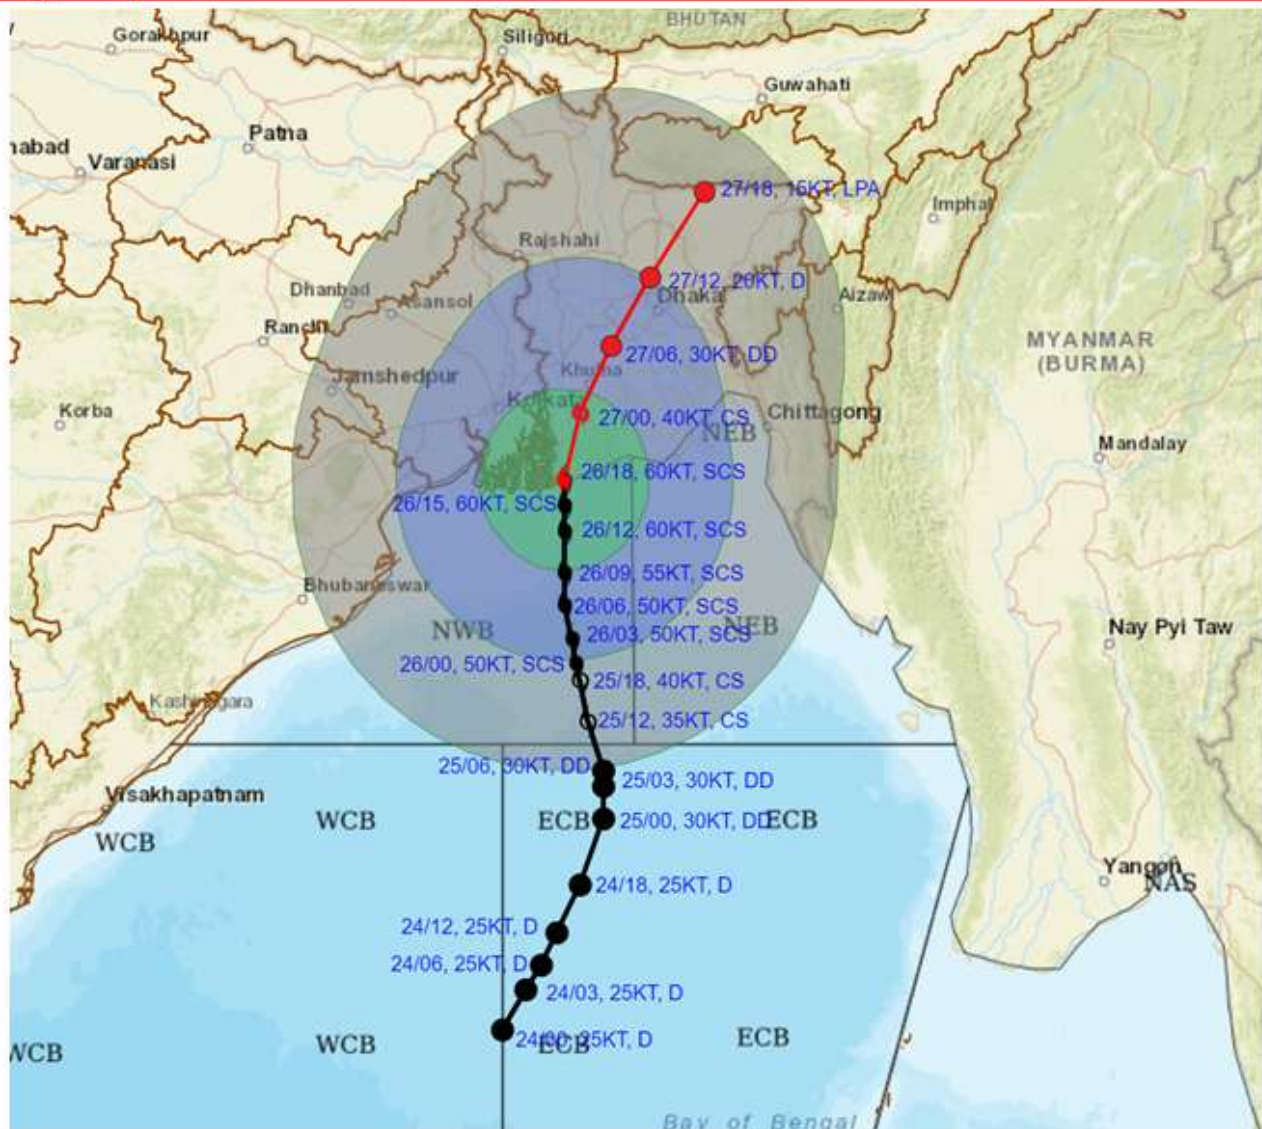 BHUTAN
Gorakhpur
Siliguri
Guwahati
Patna
Varanasi
27/18, 15KT, LPA
Imphal
Rajshahi
27/12, 20KT, D
Dhaka
Dhanbad
Asansol
Aizawl
Ranchi
MYANMAR
(BURMA)
27/06, 30KT, DD
Khulna
Jamshedpur
Kolkata
Korba
27/00, 40KT, CS
Chittagong
NEB
Mandalay
26/18, 60KT, SCS
26/15, 60KT, SCS
26/12, 60KT, SCS
26/09, 55KT, SCS
Bhubaneswar
26/06, 50KT, SCS
NWB
26/03, 50KT, SCS
NEB
Nay Pyi Taw
26/00, 50KT, SCS
25/18, 40KT, CS
25/12, 35KT, CS
25/06, 30KT, DD
25/03, 30KT, DD
Visakhapatnam
WCB
WCB
ECB
25/00, 30KT, DD
ECB
Yangon
NAS
24/18, 25KT, D
24/12, 25KT, D
24/06, 25KT, D
24/03, 25KT, D
24/00, 25KT, D
WCB
WCB
ECB
ECB
Bay of Bengal